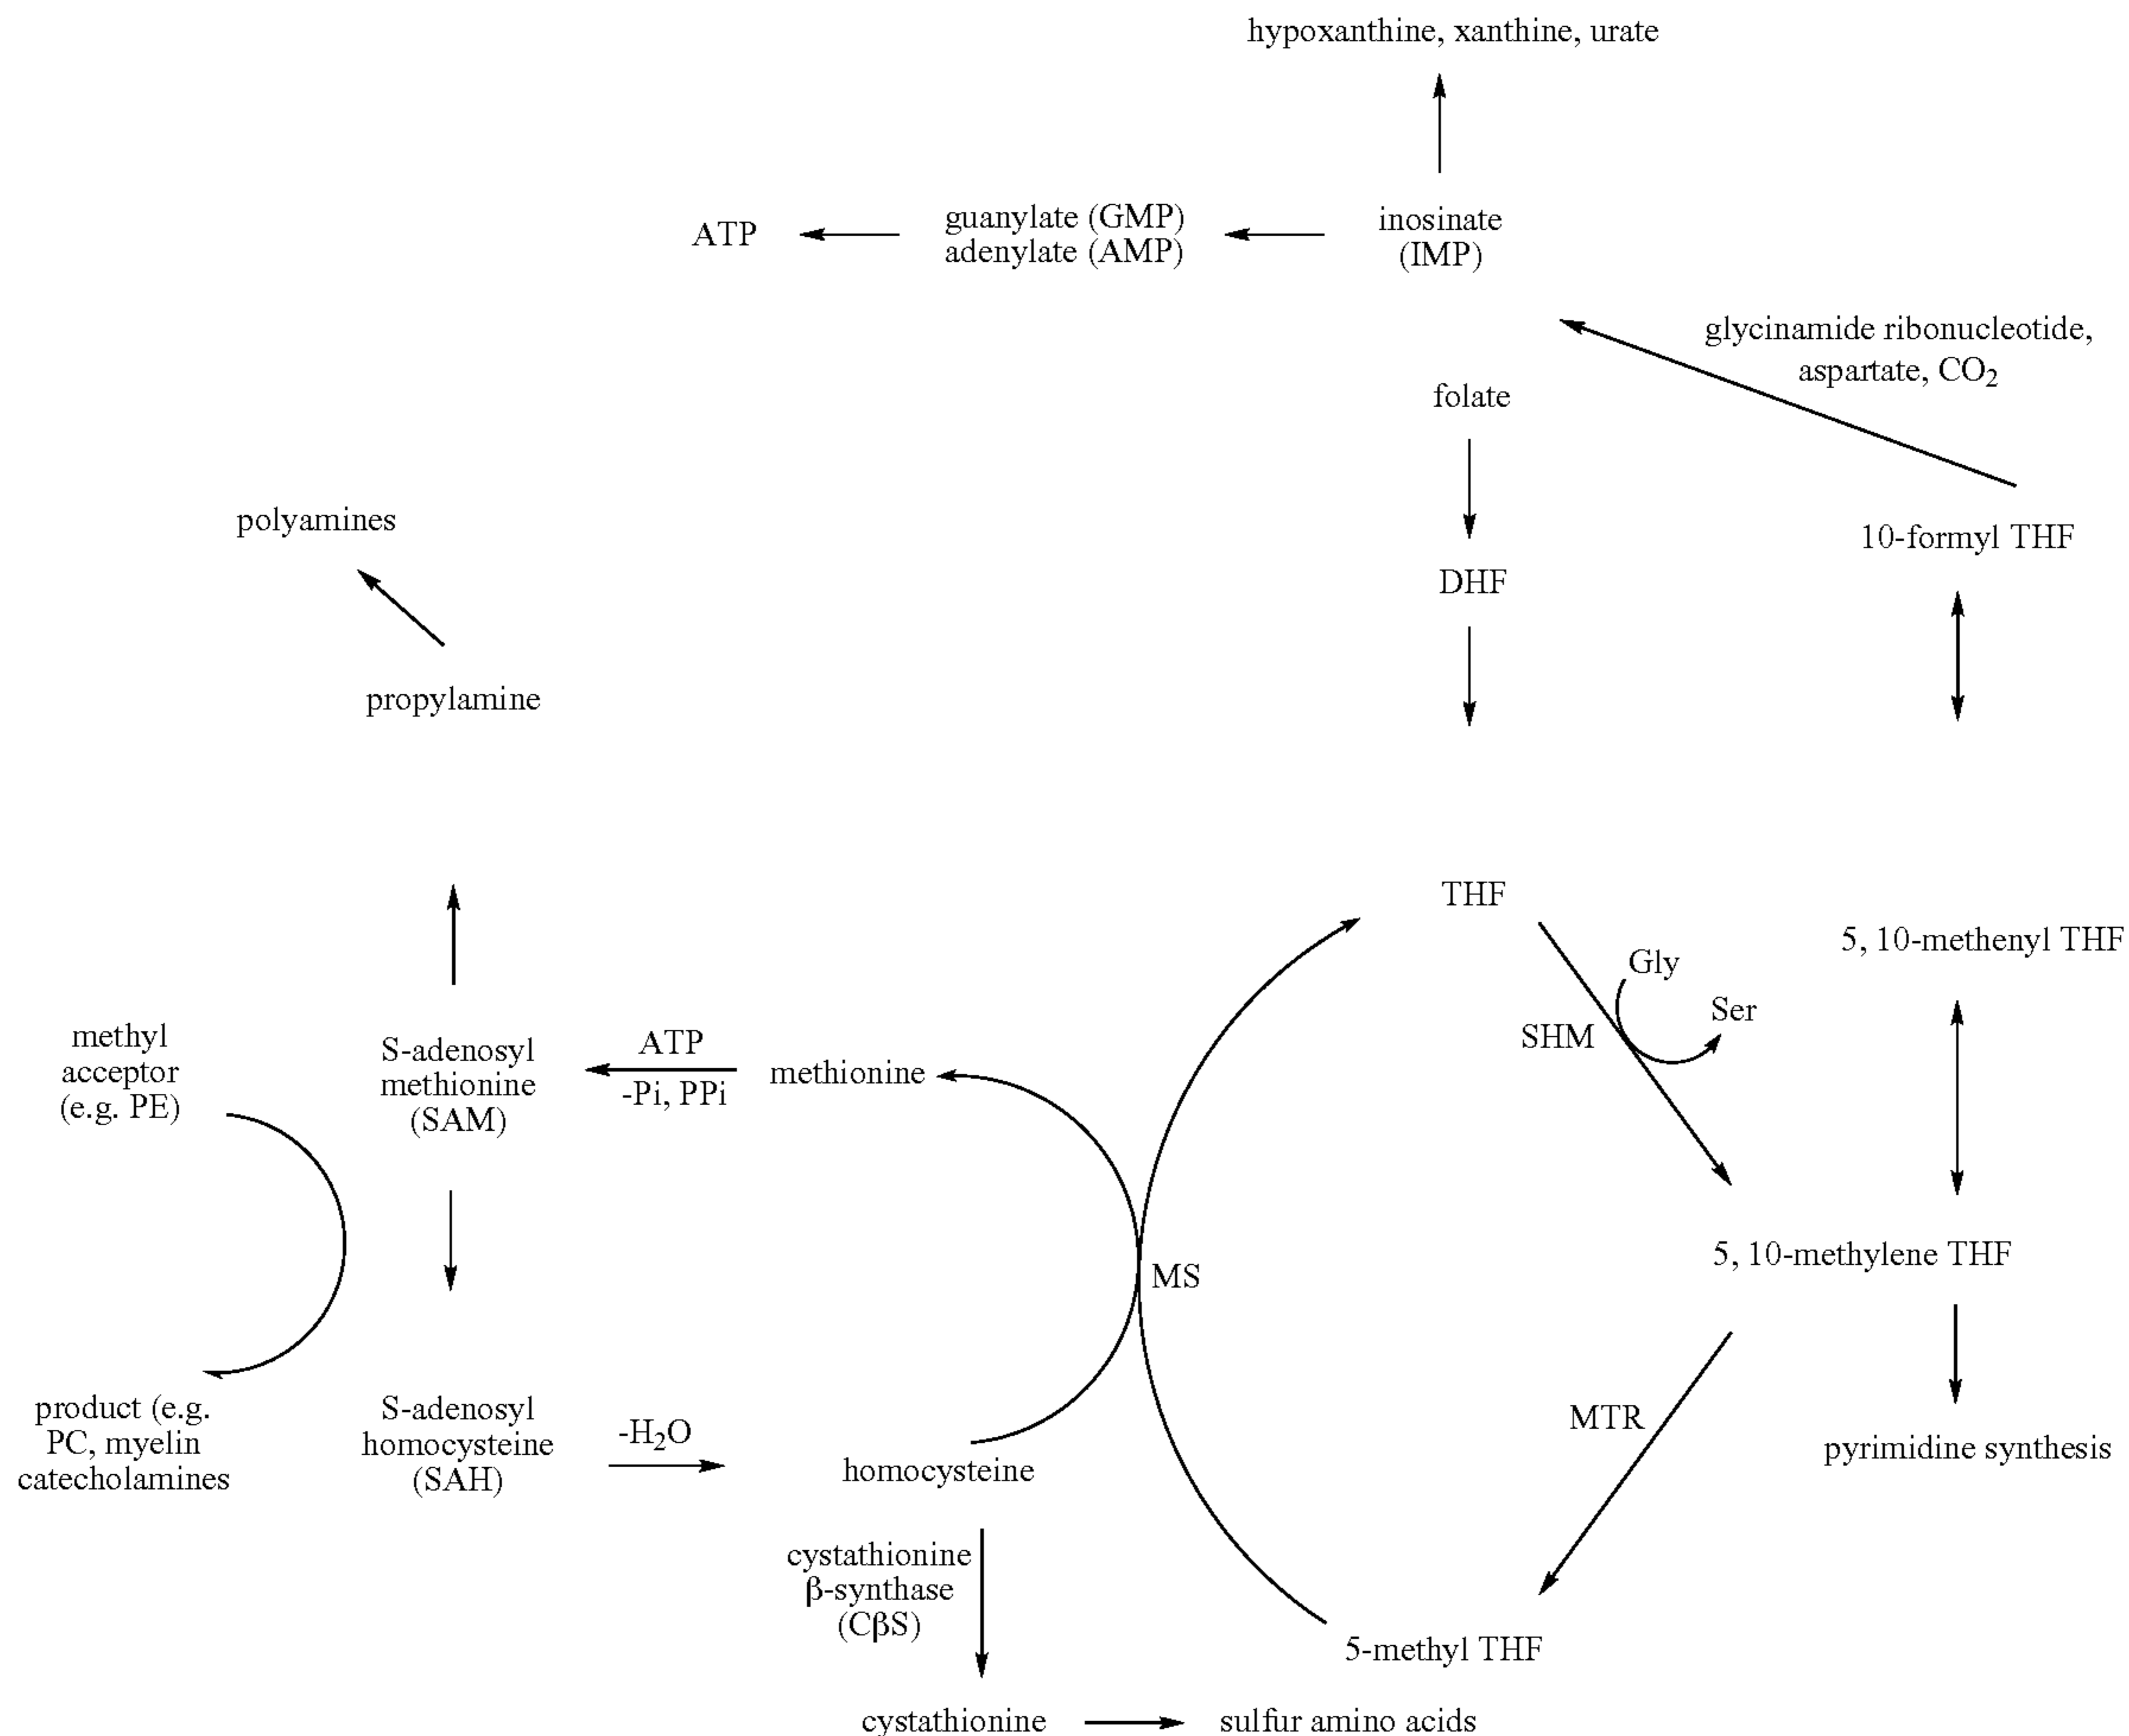 hypoxanthine, xanthine, urate
ATP
guanylate (GMP)
adenylate (AMP)
inosinate
(IMP)
glycinamide ribonucleotide,
aspartate, CO₂
folate
polyamines
10-formyl THF
DHF
propylamine
THF
5, 10-methenyl THF
Gly
Ser
SHM
methyl
acceptor
(e.g. PE)
S-adenosyl
methionine
(SAM)
ATP
-Pi, PPi
methionine
MS
5, 10-methylene THF
MTR
pyrimidine synthesis
product (e.g.
PC, myelin
catecholamines
S-adenosyl
homocysteine
(SAH)
-H₂O
homocysteine
cystathionine
β-synthase
(CβS)
5-methyl THF
cystathionine
sulfur amino acids